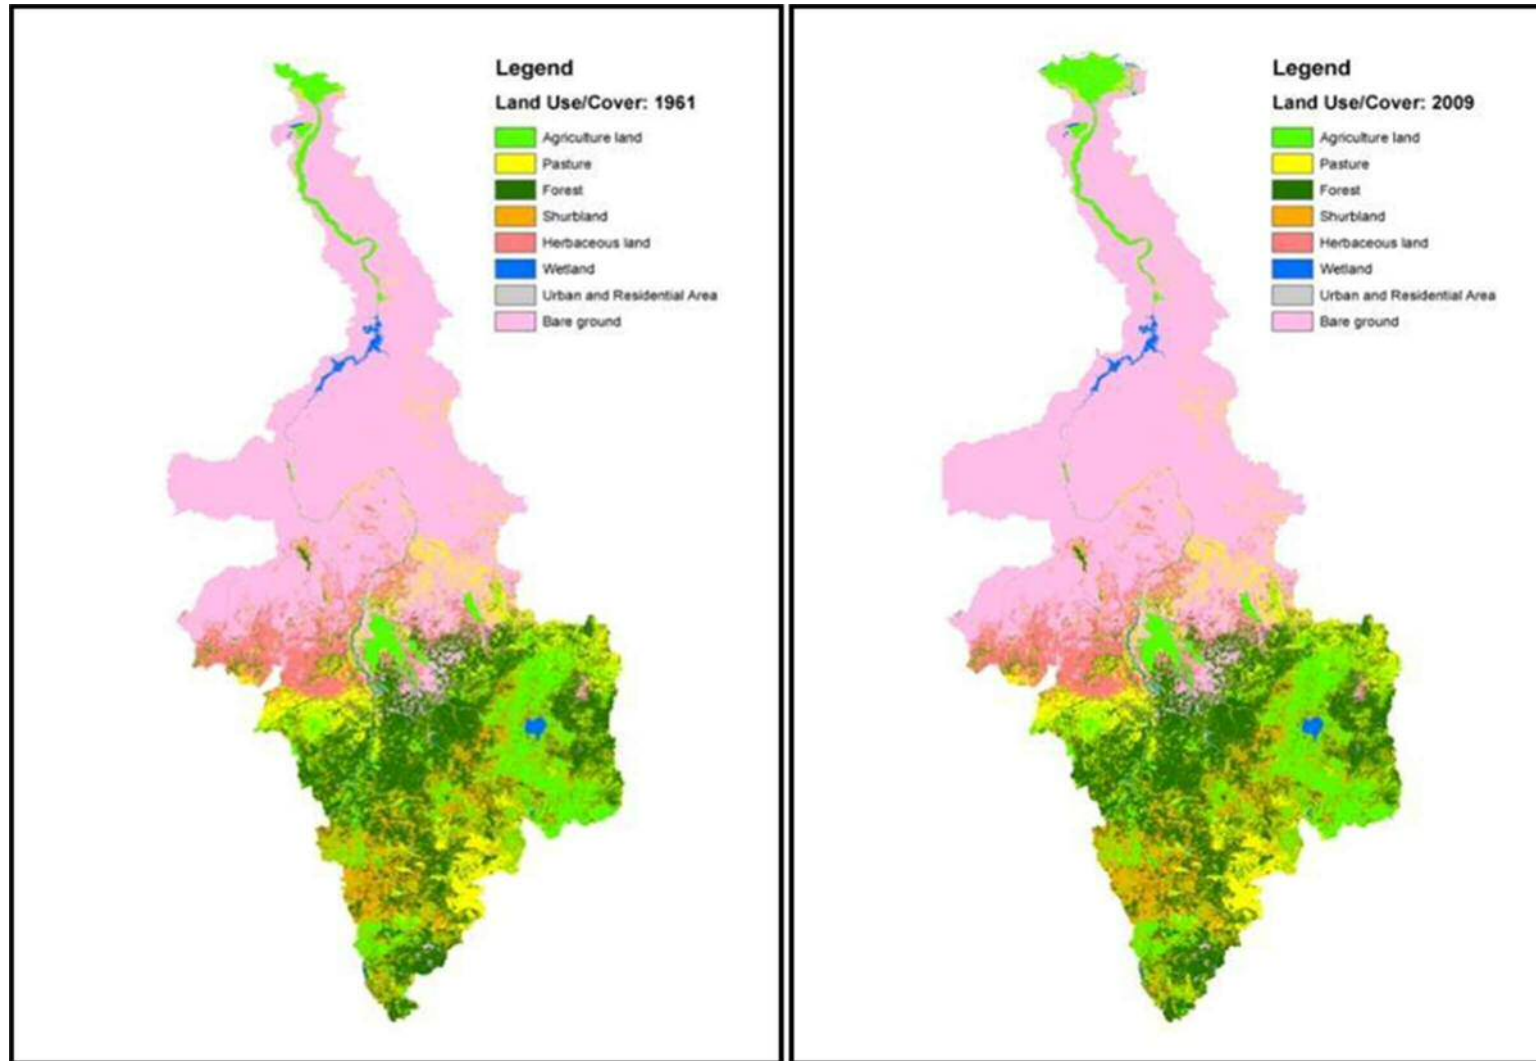 Legend
Land Use/Cover: 1961
Agriculture land
Pasture
Forest
Shurbland
Herbaceous land
Wetland
Urban and Residential Area
Bare ground
Legend
Land Use/Cover: 2009
Agriculture land
Pasture
Forest
Shurbland
Herbaceous land
Wetland
Urban and Residential Area
Bare ground